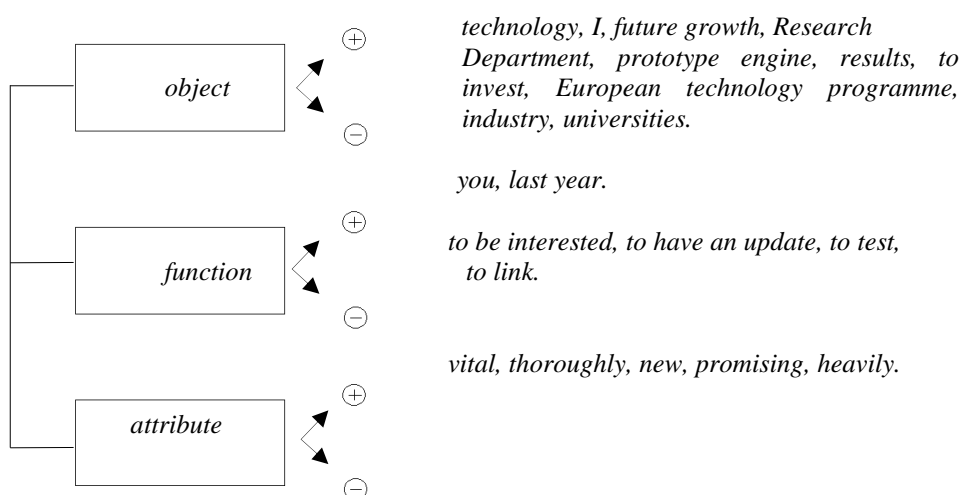 technology, I, future growth, Research
Department, prototype engine, results, to
object
invest, European technology programme,
industry, universities.
you, last year.
to be interested, to have an update, to test,
function
to link.
vital, thoroughly, new, promising, heavily.
attribute